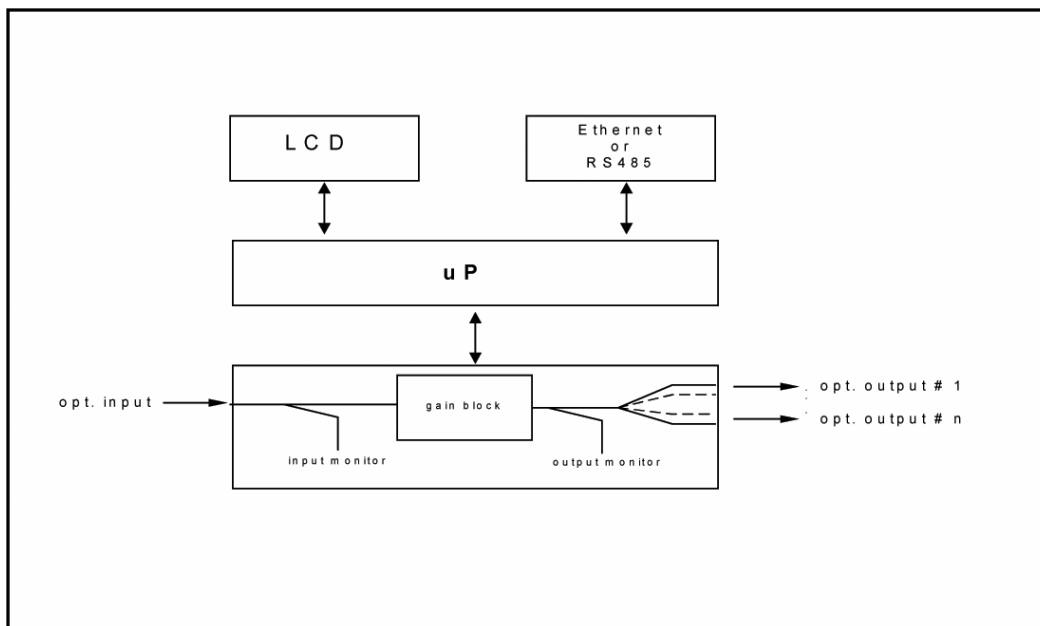 LCD
Ethernet
or
RS485
uP
opt. input
gain block
input monitor
output monitor
opt. output # 1
opt. output # n